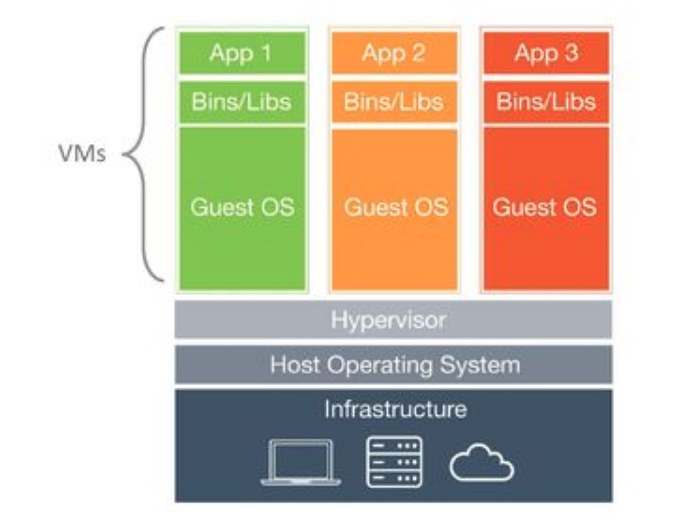 App 1
App 2
App 3
Bins/Libs
Bins/Libs
Bins/Libs
VMs
Guest OS
Guest OS
Guest OS
Hypervisor
Host Operating System
Infrastructure